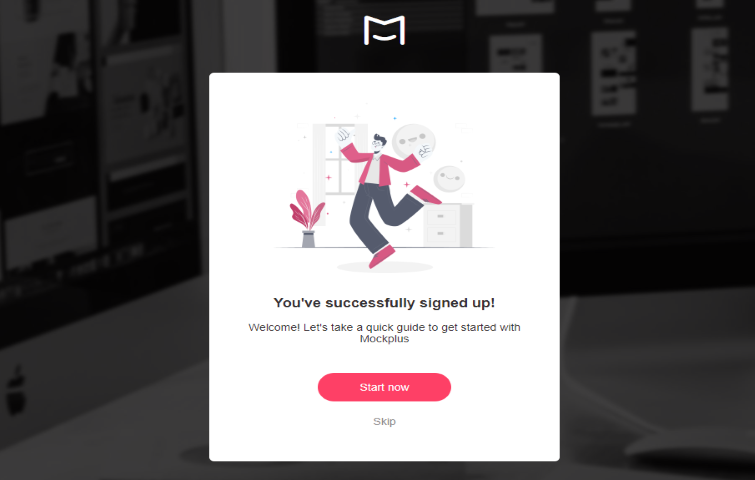 You've successfully signed up!
Welcome! Let's take a quick guide to get started with
Mockplus
Start now
Skip